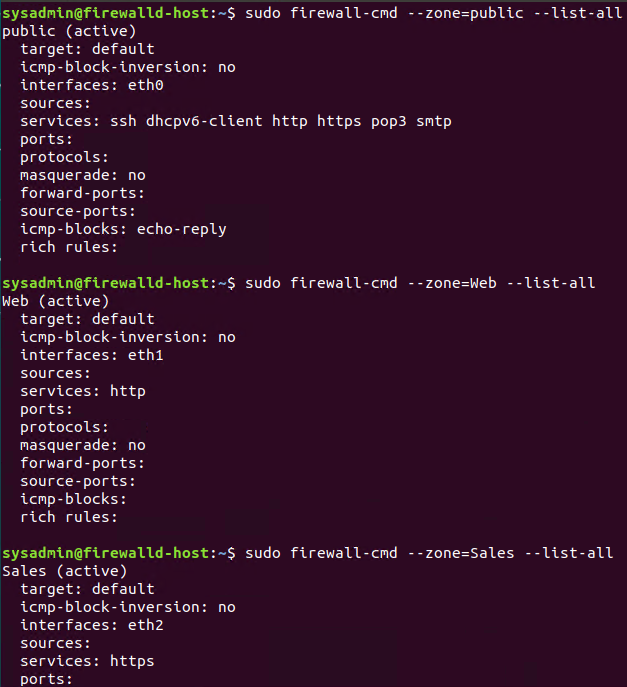 sysadmin@firewalld-host:~$ sudo firewall-cmd --zone=public --list-all
public (active)
  target: default
  icmp-block-inversion: no
  interfaces: eth0
  sources:
  services: ssh dhcpv6-client http https pop3 smtp
  ports:
  protocols:
  masquerade: no
  forward-ports:
  source-ports:
  icmp-blocks: echo-reply
  rich rules:

sysadmin@firewalld-host:~$ sudo firewall-cmd --zone=Web --list-all
Web (active)
  target: default
  icmp-block-inversion: no
  interfaces: eth1
  sources:
  services: http
  ports:
  protocols:
  masquerade: no
  forward-ports:
  source-ports:
  icmp-blocks:
  rich rules:

sysadmin@firewalld-host:~$ sudo firewall-cmd --zone=Sales --list-all
Sales (active)
  target: default
  icmp-block-inversion: no
  interfaces: eth2
  sources:
  services: https
  ports: